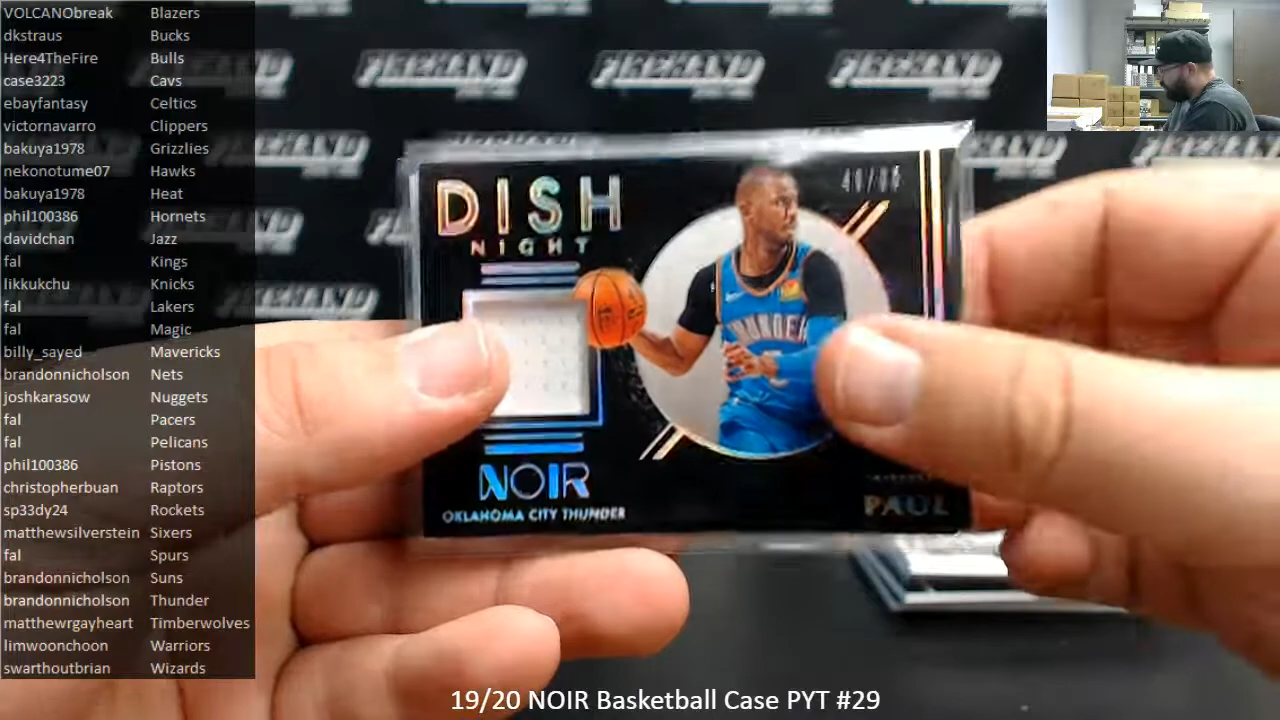 VOLCANObreak Blazers
dkstraus Bucks
Here4TheFire Bulls
case3223 Cavs
ebayfantasy Celtics
victornavarro Clippers
bakuya1978 Grizzlies
nekonotume07 Hawks
bakuya1978 Heat
phil100386 Hornets
davidchan Jazz
fal Kings
likkukchu Knicks
fal Lakers
fal Magic
billy_sayed Mavericks
brandonnicholson Nets
joshkarasow Nuggets
fal Pacers
fal Pelicans
phil100386 Pistons
christopherbuan Raptors
sp33dy24 Rockets
matthewsilverstein Sixers
fal Spurs
brandonnicholson Suns
brandonnicholson Thunder
matthewrgayheart Timberwolves
limwoonchoon Warriors
swarthoutbrian Wizards
FIREHAND FIREHAND FIREHAND
DISH
NIGHT
THUNDER
NOIR
OKLAHOMA CITY THUNDER
PAUL
19/20 NOIR Basketball Case PYT #29